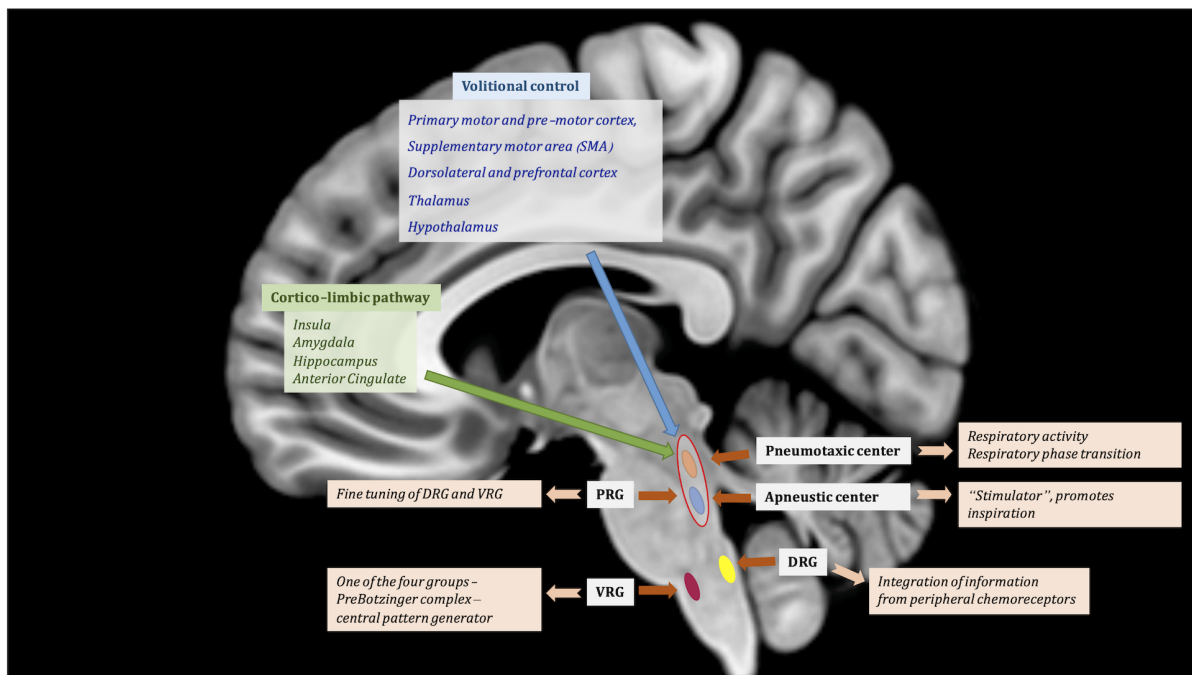 Volitional control
Primary motor and pre–motor cortex,
Supplementary motor area (SMA)
Dorsolateral and prefrontal cortex
Thalamus
Hypothalamus
Cortico–limbic pathway
Insula
Amygdala
Hippocampus
Anterior Cingulate
Pneumotaxic center
Respiratory activity
Respiratory phase transition
Fine tuning of DRG and VRG
PRG
Apneustic center
“Stimulator”, promotes
inspiration
DRG
Integration of information
from peripheral chemoreceptors
One of the four groups–
PreBotzinger complex–
central pattern generator
VRG